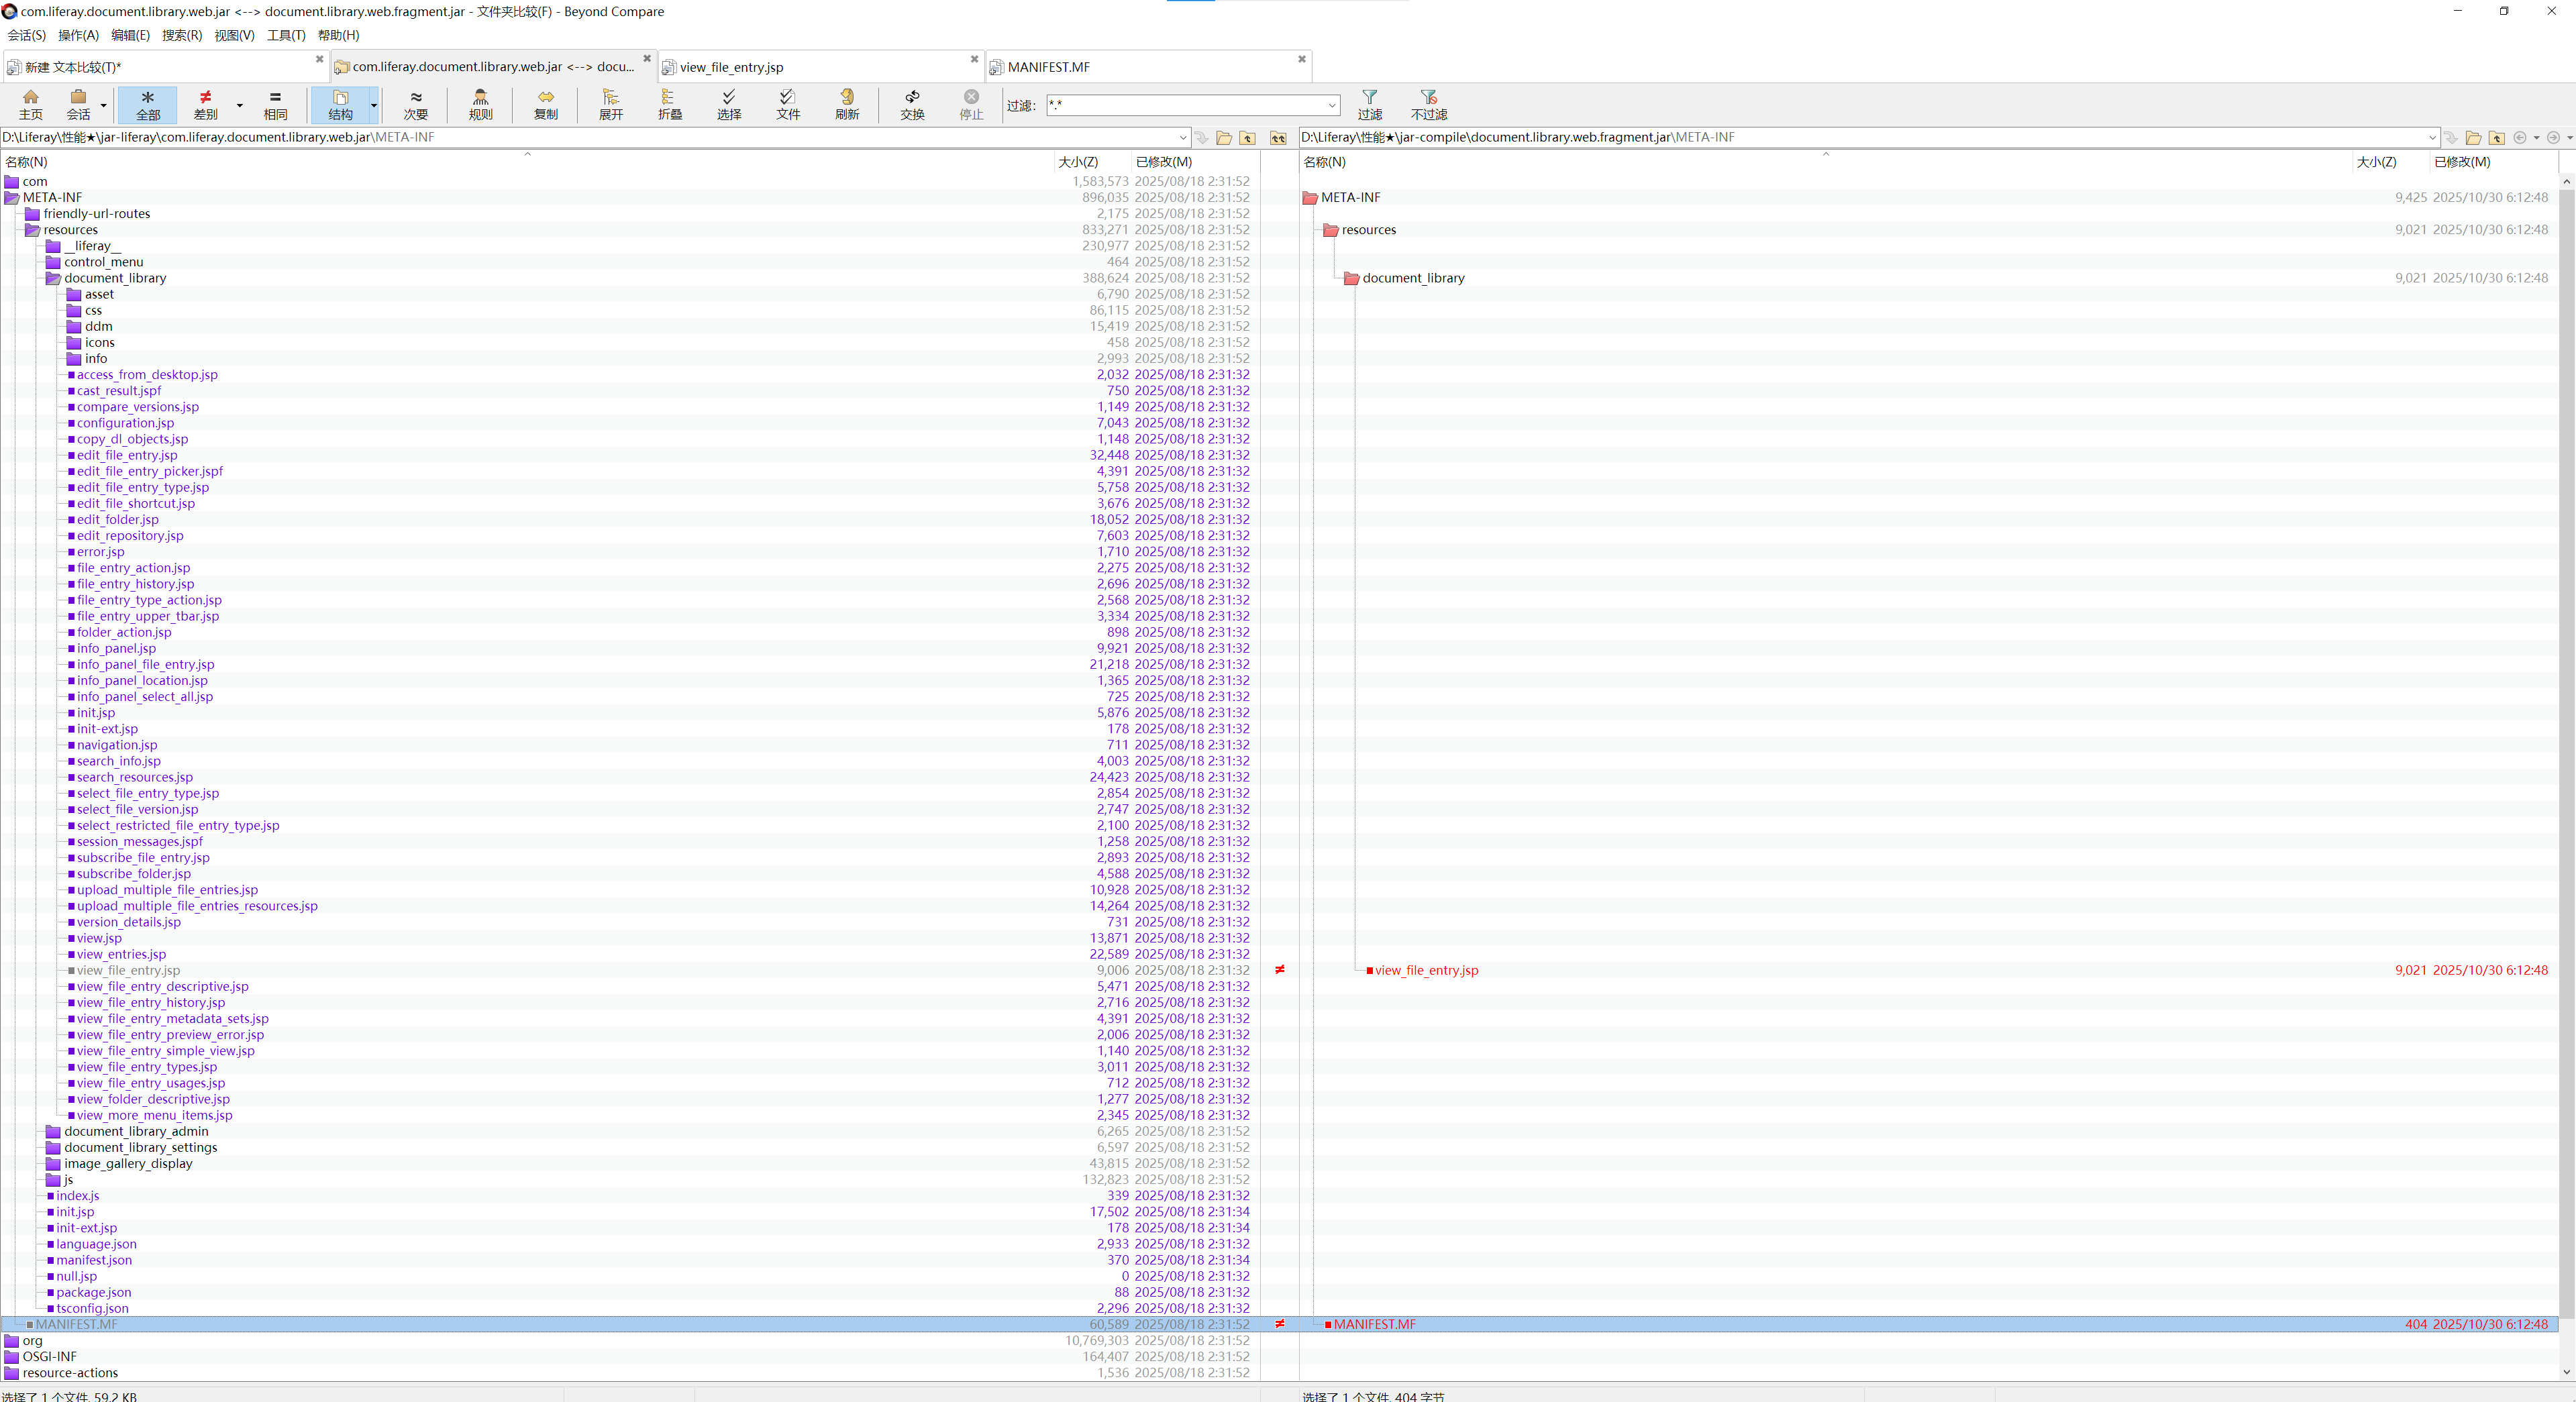 com.liferay.document.library.web.jar <--> document.library.web.fragment.jar - 文件夹比较(F) - Beyond Compare
会话(S) 操作(A) 编辑(E) 搜索(R) 视图(V) 工具(T) 帮助(H)
新建 文本比较(T)* com.liferay.document.library.web.jar <--> docu... view_file_entry.jsp MANIFEST.MF
主页 会话 全部 差别 相同 结构 次要 规则 复制 展开 折叠 选择 文件 刷新 交换 停止 过滤: *.* 过滤 不过滤
D:\Liferay\性能★\jar-liferay\com.liferay.document.library.web.jar\META-INF D:\Liferay\性能★\jar-compile\document.library.web.fragment.jar\META-INF
名称(N) 大小(Z) 已修改(M) 名称(N) 大小(Z) 已修改(M)
com 1,583,573 2025/08/18 2:31:52
META-INF 896,035 2025/08/18 2:31:52 META-INF 9,425 2025/10/30 6:12:48
friendly-url-routes 2,175 2025/08/18 2:31:52
resources 833,271 2025/08/18 2:31:52 resources 9,021 2025/10/30 6:12:48
__liferay__ 230,977 2025/08/18 2:31:52
control_menu 464 2025/08/18 2:31:52
document_library 388,624 2025/08/18 2:31:52 document_library 9,021 2025/10/30 6:12:48
asset 6,790 2025/08/18 2:31:52
css 86,115 2025/08/18 2:31:52
ddm 15,419 2025/08/18 2:31:52
icons 458 2025/08/18 2:31:52
info 2,993 2025/08/18 2:31:52
access_from_desktop.jsp 2,032 2025/08/18 2:31:32
cast_result.jspf 750 2025/08/18 2:31:32
compare_versions.jsp 1,149 2025/08/18 2:31:32
configuration.jsp 7,043 2025/08/18 2:31:32
copy_dl_objects.jsp 1,148 2025/08/18 2:31:32
edit_file_entry.jsp 32,448 2025/08/18 2:31:32
edit_file_entry_picker.jspf 4,391 2025/08/18 2:31:32
edit_file_entry_type.jsp 5,758 2025/08/18 2:31:32
edit_file_shortcut.jsp 3,676 2025/08/18 2:31:32
edit_folder.jsp 18,052 2025/08/18 2:31:32
edit_repository.jsp 7,603 2025/08/18 2:31:32
error.jsp 1,710 2025/08/18 2:31:32
file_entry_action.jsp 2,275 2025/08/18 2:31:32
file_entry_history.jsp 2,696 2025/08/18 2:31:32
file_entry_type_action.jsp 2,568 2025/08/18 2:31:32
file_entry_upper_tbar.jsp 3,334 2025/08/18 2:31:32
folder_action.jsp 898 2025/08/18 2:31:32
info_panel.jsp 9,921 2025/08/18 2:31:32
info_panel_file_entry.jsp 21,218 2025/08/18 2:31:32
info_panel_location.jsp 1,365 2025/08/18 2:31:32
info_panel_select_all.jsp 725 2025/08/18 2:31:32
init.jsp 5,876 2025/08/18 2:31:32
init-ext.jsp 178 2025/08/18 2:31:32
navigation.jsp 711 2025/08/18 2:31:32
search_info.jsp 4,003 2025/08/18 2:31:32
search_resources.jsp 24,423 2025/08/18 2:31:32
select_file_entry_type.jsp 2,854 2025/08/18 2:31:32
select_file_version.jsp 2,747 2025/08/18 2:31:32
select_restricted_file_entry_type.jsp 2,100 2025/08/18 2:31:32
session_messages.jspf 1,258 2025/08/18 2:31:32
subscribe_file_entry.jsp 2,893 2025/08/18 2:31:32
subscribe_folder.jsp 4,588 2025/08/18 2:31:32
upload_multiple_file_entries.jsp 10,928 2025/08/18 2:31:32
upload_multiple_file_entries_resources.jsp 14,264 2025/08/18 2:31:32
version_details.jsp 731 2025/08/18 2:31:32
view.jsp 13,871 2025/08/18 2:31:32
view_entries.jsp 22,589 2025/08/18 2:31:32
view_file_entry.jsp 9,006 2025/08/18 2:31:32 ≠ view_file_entry.jsp 9,021 2025/10/30 6:12:48
view_file_entry_descriptive.jsp 5,471 2025/08/18 2:31:32
view_file_entry_history.jsp 2,716 2025/08/18 2:31:32
view_file_entry_metadata_sets.jsp 4,391 2025/08/18 2:31:32
view_file_entry_preview_error.jsp 2,006 2025/08/18 2:31:32
view_file_entry_simple_view.jsp 1,140 2025/08/18 2:31:32
view_file_entry_types.jsp 3,011 2025/08/18 2:31:32
view_file_entry_usages.jsp 712 2025/08/18 2:31:32
view_folder_descriptive.jsp 1,277 2025/08/18 2:31:32
view_more_menu_items.jsp 2,345 2025/08/18 2:31:32
document_library_admin 6,265 2025/08/18 2:31:52
document_library_settings 6,597 2025/08/18 2:31:52
image_gallery_display 43,815 2025/08/18 2:31:52
js 132,823 2025/08/18 2:31:52
index.js 339 2025/08/18 2:31:32
init.jsp 17,502 2025/08/18 2:31:34
init-ext.jsp 178 2025/08/18 2:31:34
language.json 2,933 2025/08/18 2:31:32
manifest.json 370 2025/08/18 2:31:34
null.jsp 0 2025/08/18 2:31:32
package.json 88 2025/08/18 2:31:32
tsconfig.json 2,296 2025/08/18 2:31:32
MANIFEST.MF 60,589 2025/08/18 2:31:52 ≠ MANIFEST.MF 404 2025/10/30 6:12:48
org 10,769,303 2025/08/18 2:31:52
OSGI-INF 164,407 2025/08/18 2:31:52
resource-actions 1,536 2025/08/18 2:31:52
选择了 1 个文件, 59.2 KB 选择了 1 个文件, 404 字节